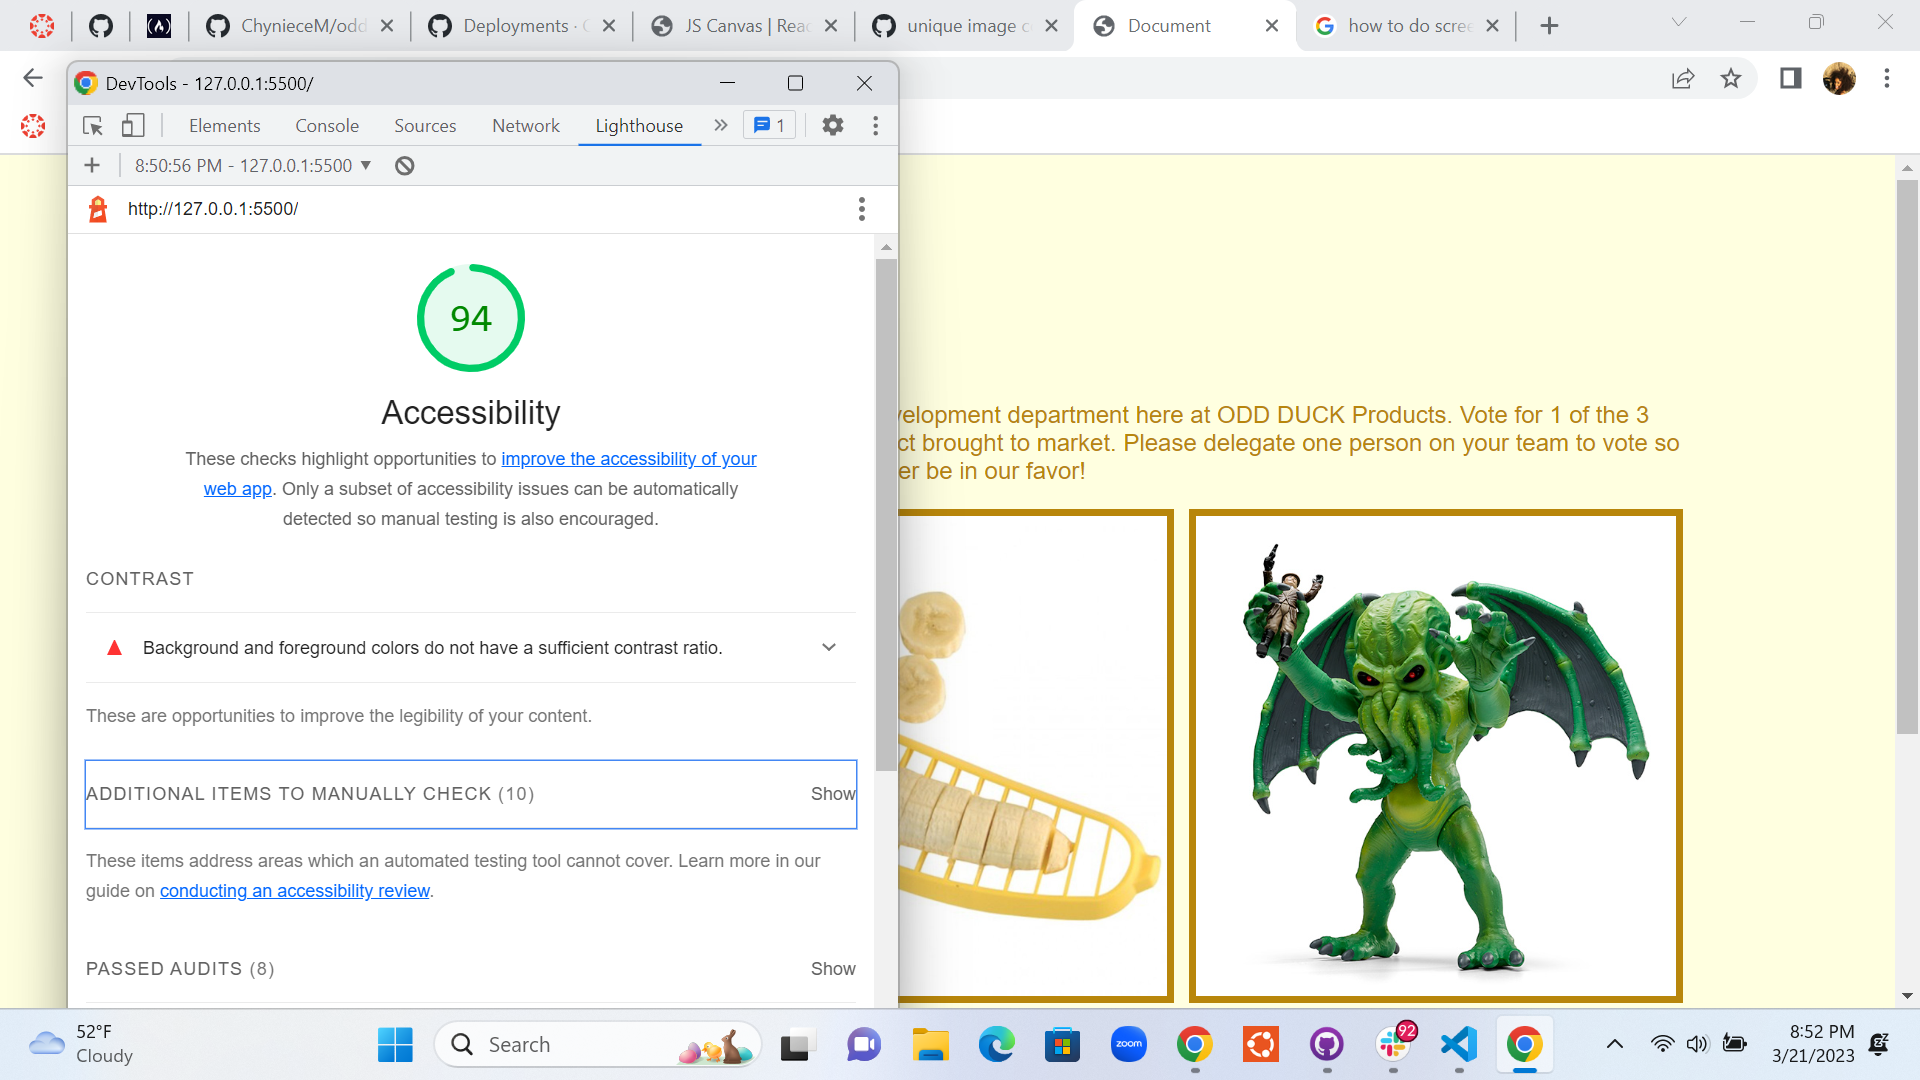 ChynieceM/odd
Deployments · 
JS Canvas | Reac
unique image c
Document
how to do scree
DevTools - 127.0.0.1:5500/
Elements
Console
Sources
Network
Lighthouse
1
8:50:56 PM - 127.0.0.1:5500
http://127.0.0.1:5500/
94
Accessibility
These checks highlight opportunities to improve the accessibility of your
web app. Only a subset of accessibility issues can be automatically
detected so manual testing is also encouraged.
CONTRAST
Background and foreground colors do not have a sufficient contrast ratio.
These are opportunities to improve the legibility of your content.
ADDITIONAL ITEMS TO MANUALLY CHECK (10)
Show
These items address areas which an automated testing tool cannot cover. Learn more in our
guide on conducting an accessibility review.
PASSED AUDITS (8)
Show
velopment department here at ODD DUCK Products. Vote for 1 of the 3
ct brought to market. Please delegate one person on your team to vote so
er be in our favor!
52°F
Cloudy
Search
zoom
92
8:52 PM
3/21/2023